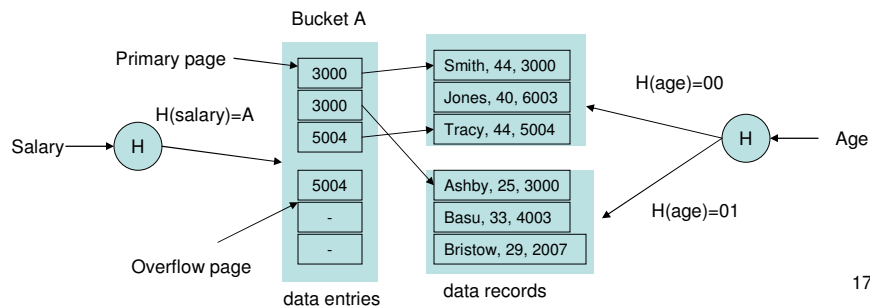 Bucket A
Primary page
3000
3000
5004
Smith, 44, 3000
Jones, 40, 6003
Tracy, 44, 5004
H(age)=00
H(salary)=A
Salary
H
H
Age
5004
-
-
Ashby, 25, 3000
Basu, 33, 4003
Bristow, 29, 2007
H(age)=01
Overflow page
data entries
data records
17